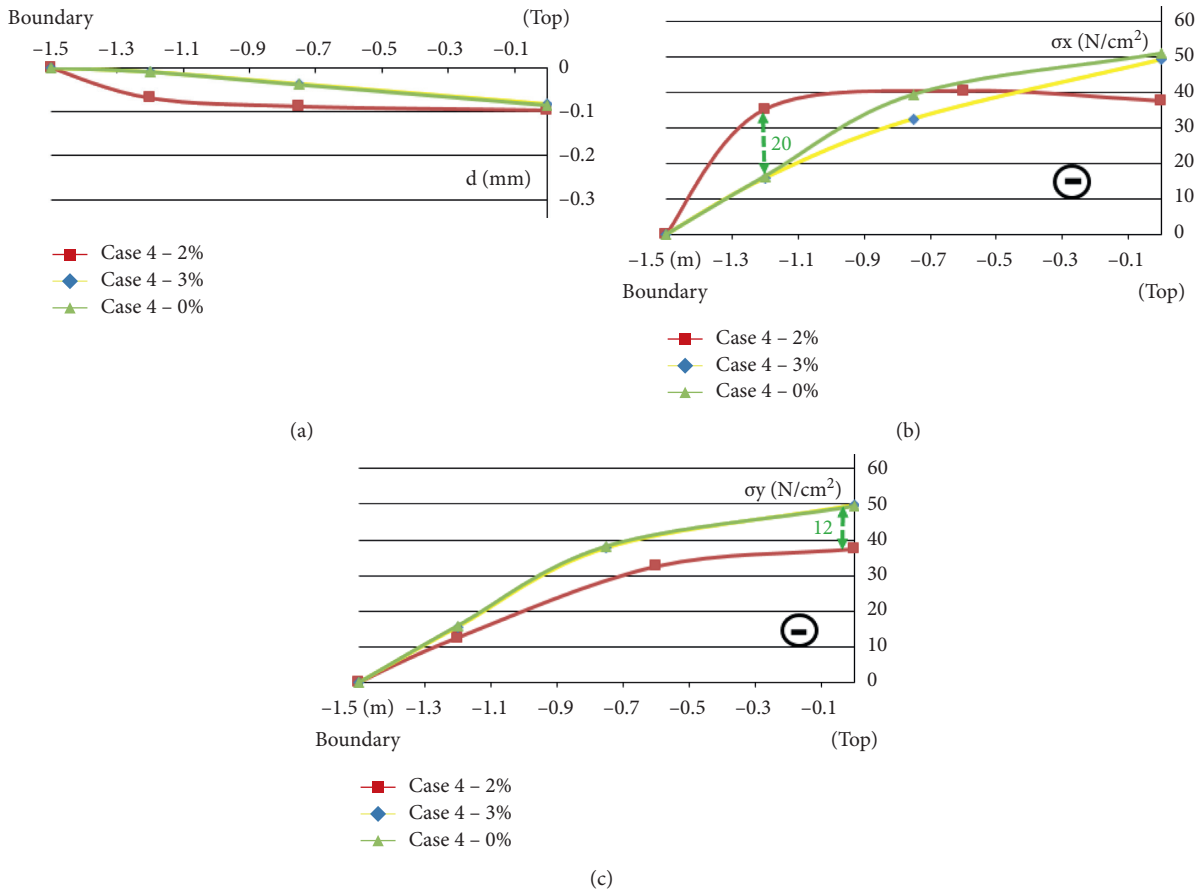 Boundary (Top)
–1.5 –1.3 –1.1 –0.9 –0.7 –0.5 –0.3 –0.1
0
–0.1
–0.2
d (mm)
–0.3
Case 4 – 2%
Case 4 – 3%
Case 4 – 0%
(a)
60
σx (N/cm²)
50
40
30
20
20
10
0
–1.5 (m) –1.3 –1.1 –0.9 –0.7 –0.5 –0.3 –0.1
Boundary (Top)
Case 4 – 2%
Case 4 – 3%
Case 4 – 0%
(b)
60
σy (N/cm²)
50
12
40
30
20
10
0
–1.5 (m) –1.3 –1.1 –0.9 –0.7 –0.5 –0.3 –0.1
Boundary (Top)
Case 4 – 2%
Case 4 – 3%
Case 4 – 0%
(c)